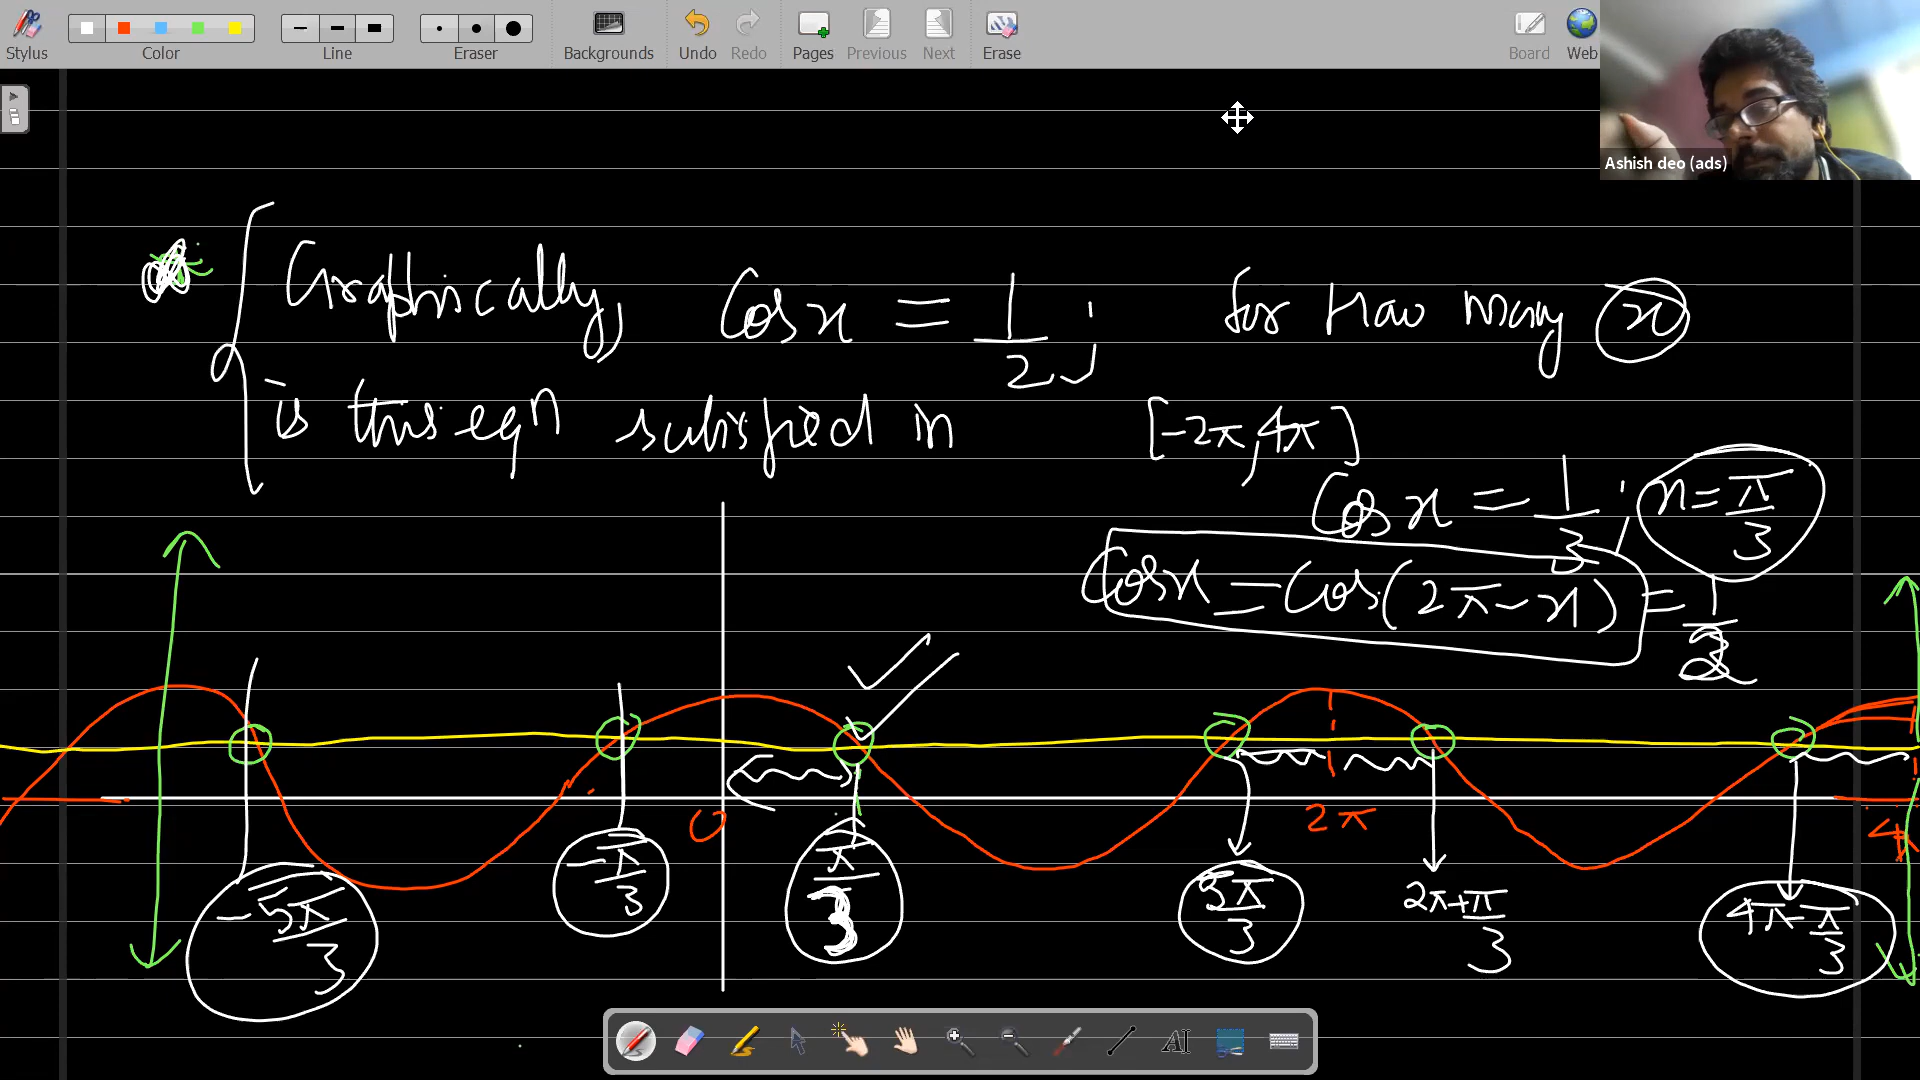 Stylus Color Line Eraser Backgrounds Undo Redo Pages Previous Next Erase Board Web
Ashish deo (ads)
Graphically, Cos x = 1/2 ; for How Many x
is this eqn satisfied in [-2π, 4π]
Cos x = 1/3 ; x = π/3
Cos x = Cos(2π - x) = 1/2
0
2π
4π
-5π/3
-π/3
π/3
5π/3
2π+π/3
4π-π/3